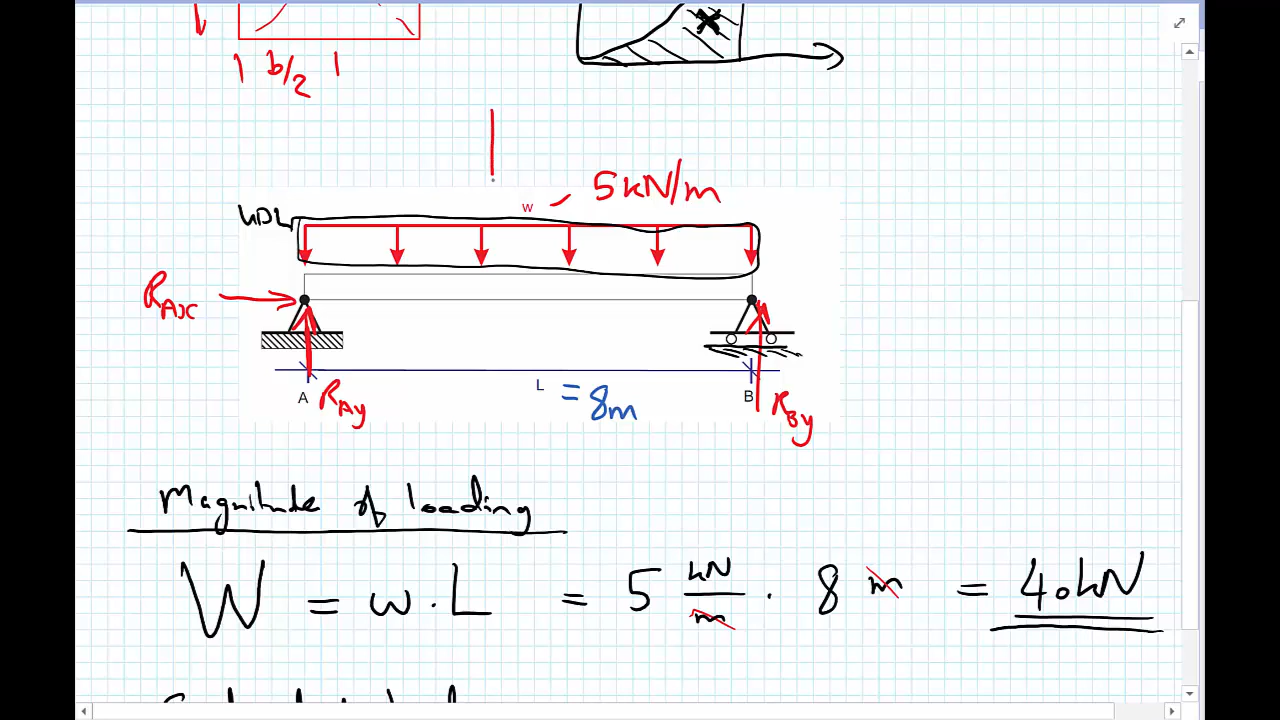 b/2
w 5kN/m
UDL
RAx
L = 8m
A RAy
B RBy
Magnitude of loading
W = w . L = 5 kN/m . 8 m = 40kN